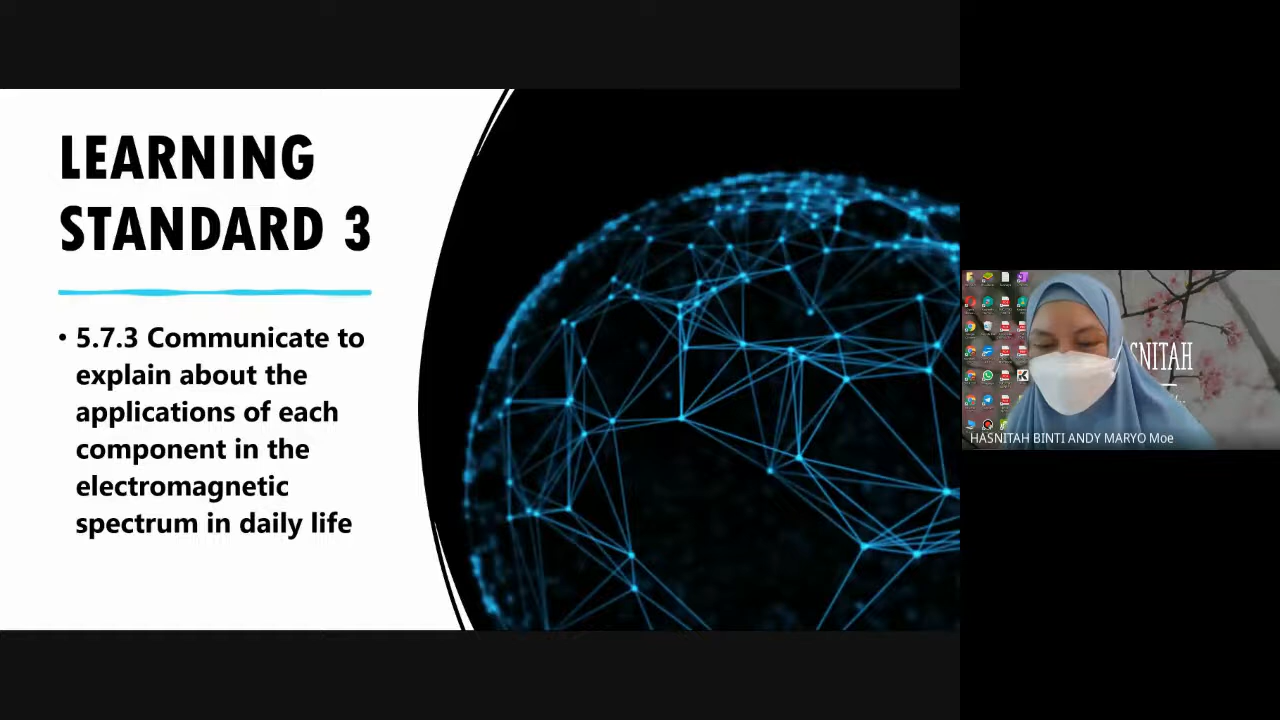 LEARNING
STANDARD 3
• 5.7.3 Communicate to
explain about the
applications of each
component in the
electromagnetic
spectrum in daily life
SNITAH
HASNITAH BINTI ANDY MARYO Moe